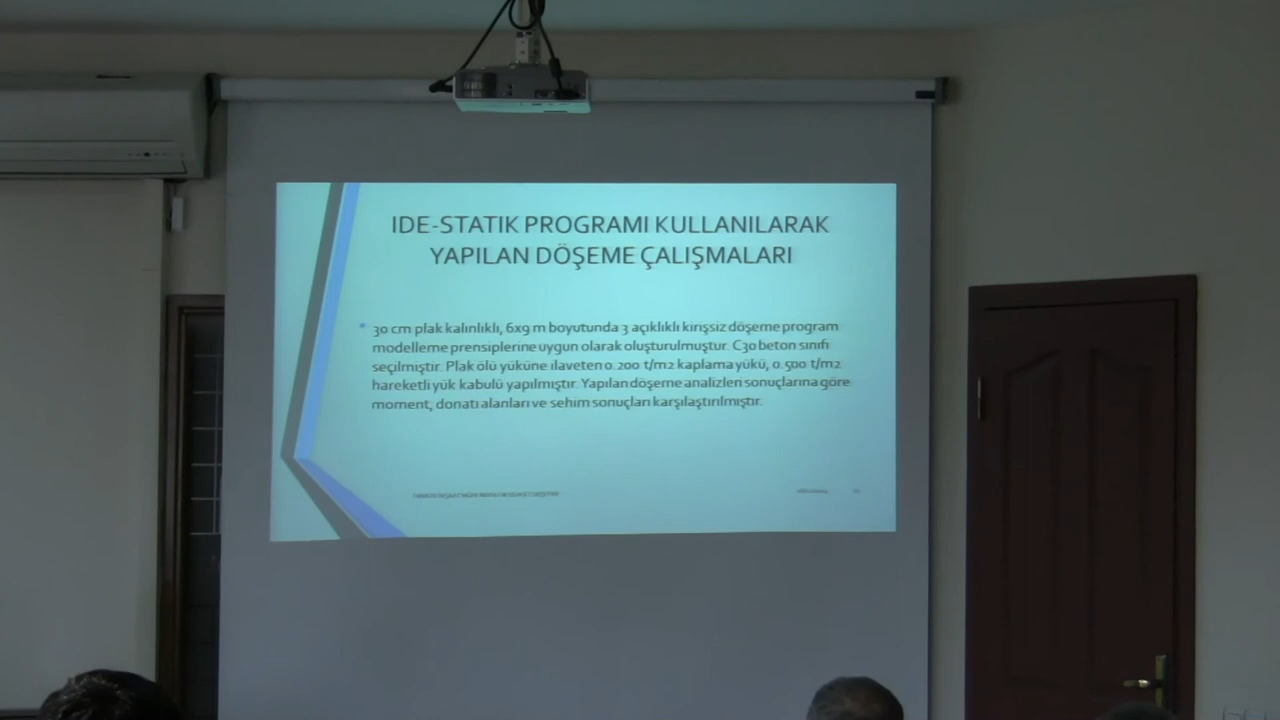 IDE-STATIK PROGRAMI KULLANILARAK
YAPILAN DÖŞEME ÇALIŞMALARI
30 cm plak kalınlıklı, 6x9 m boyutunda 3 açıklıklı kirişsiz döşeme program
modelleme prensiplerine uygun olarak oluşturulmuştur. C30 beton sınıfı
seçilmiştir. Plak ölü yüküne ilaveten 0.200 t/m2 kaplama yükü, 0.500 t/m2
hareketli yük kabulü yapılmıştır. Yapılan döşeme analizleri sonuçlarına göre
moment, donatı alanları ve sehim sonuçları karşılaştırılmıştır.